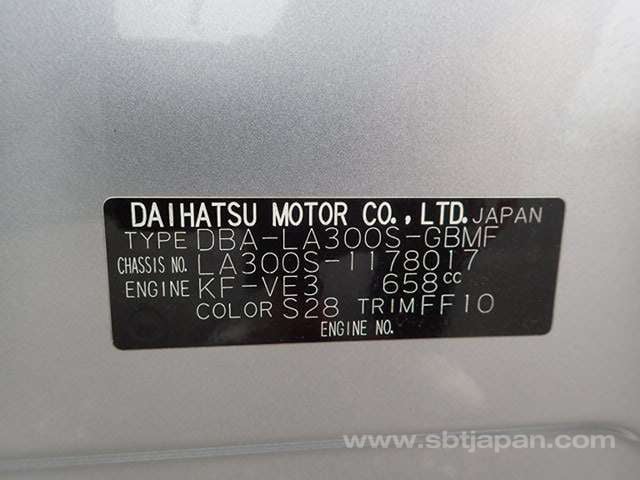 DAIHATSU MOTOR CO., LTD. JAPAN
TYPE DBA-LA300S-GBMF
CHASSIS NO. LA300S-1178017
ENGINE KF-VE3 658cc
COLOR S28 TRIM FF10
ENGINE NO.
www.sbtjapan.com